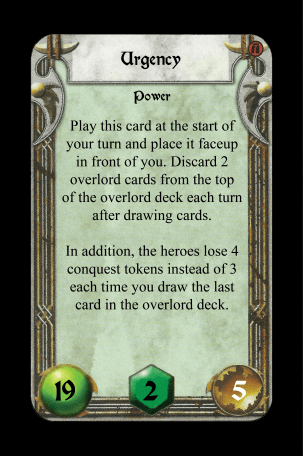 Urgency
Power
Play this card at the start of
your turn and place it faceup
in front of you. Discard 2
overlord cards from the top
of the overlord deck each turn
after drawing cards.
In addition, the heroes lose 4
conquest tokens instead of 3
each time you draw the last
card in the overlord deck.
19
2
5